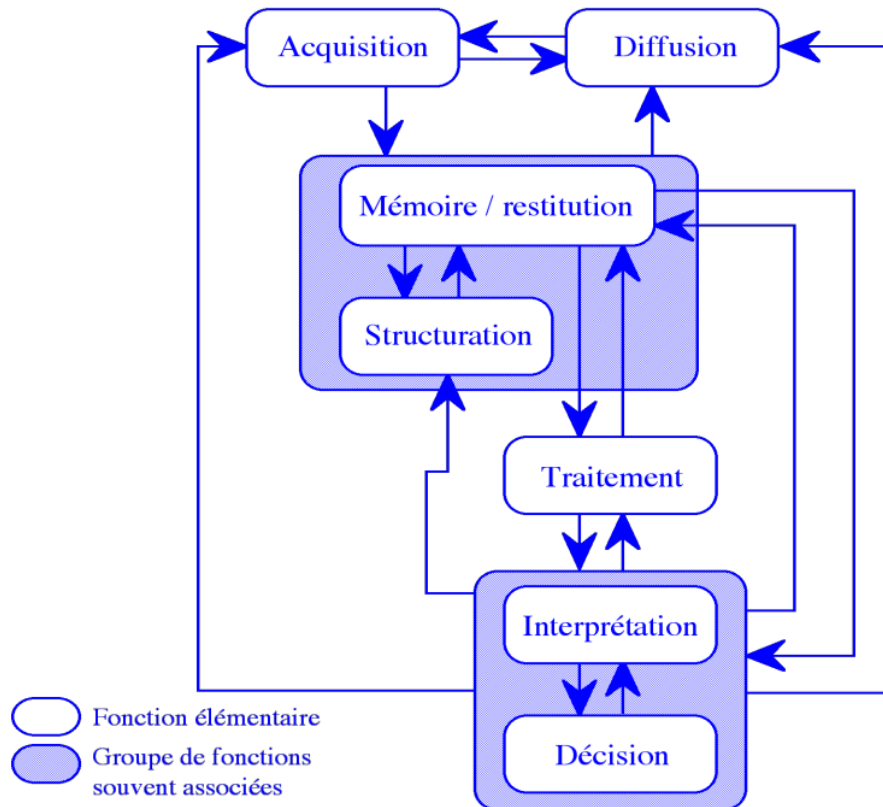 Acquisition
Diffusion
Mémoire / restitution
Structuration
Traitement
Interprétation
Décision
Fonction élémentaire
Groupe de fonctions
souvent associées